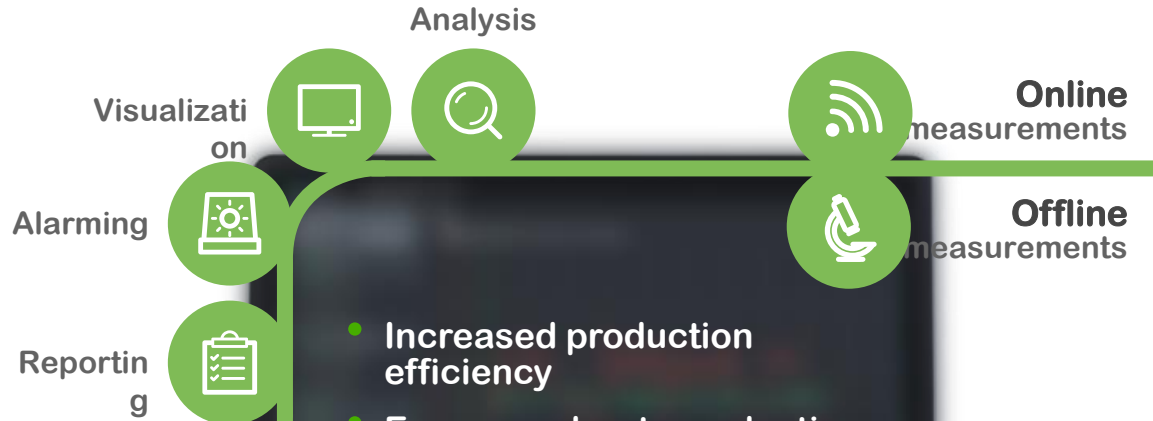 Analysis
Visualizati
on
Online
measurements
Alarming
Offline
measurements
Increased production
efficiency
Reportin
g